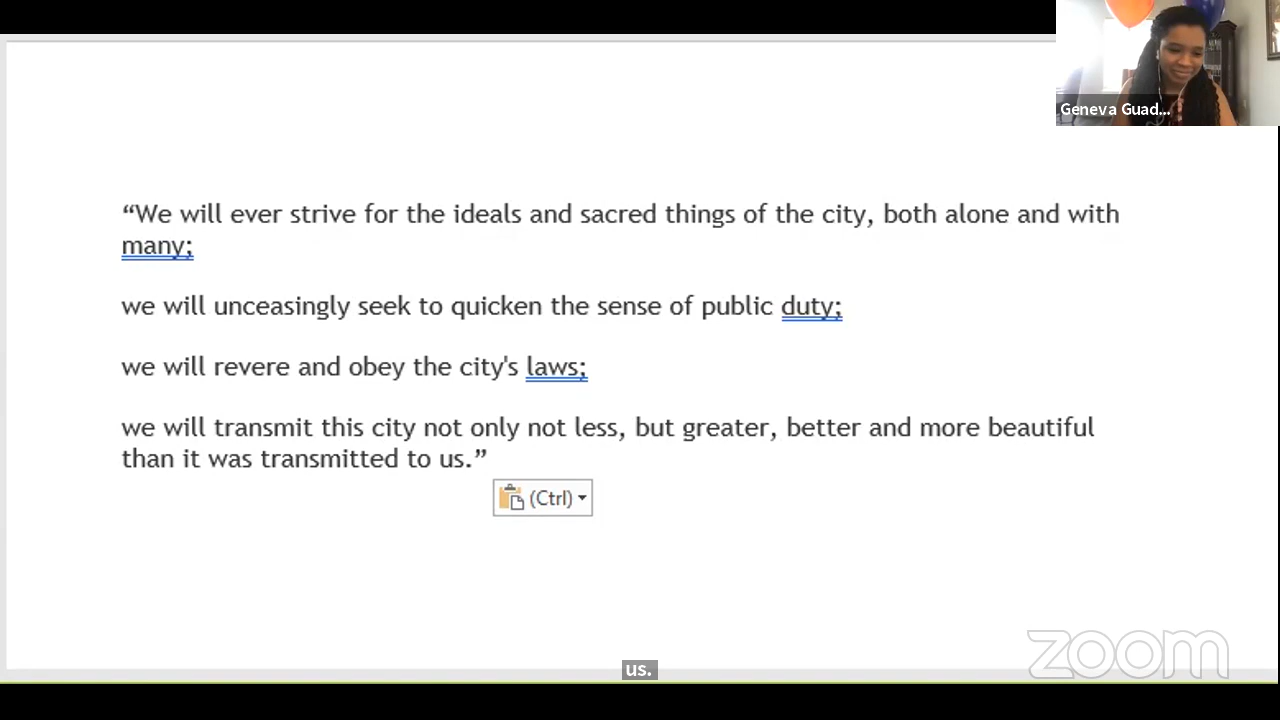 Geneva Guad...
“We will ever strive for the ideals and sacred things of the city, both alone and with
many;
we will unceasingly seek to quicken the sense of public duty;
we will revere and obey the city's laws;
we will transmit this city not only not less, but greater, better and more beautiful
than it was transmitted to us.”
(Ctrl)
zoom
us.